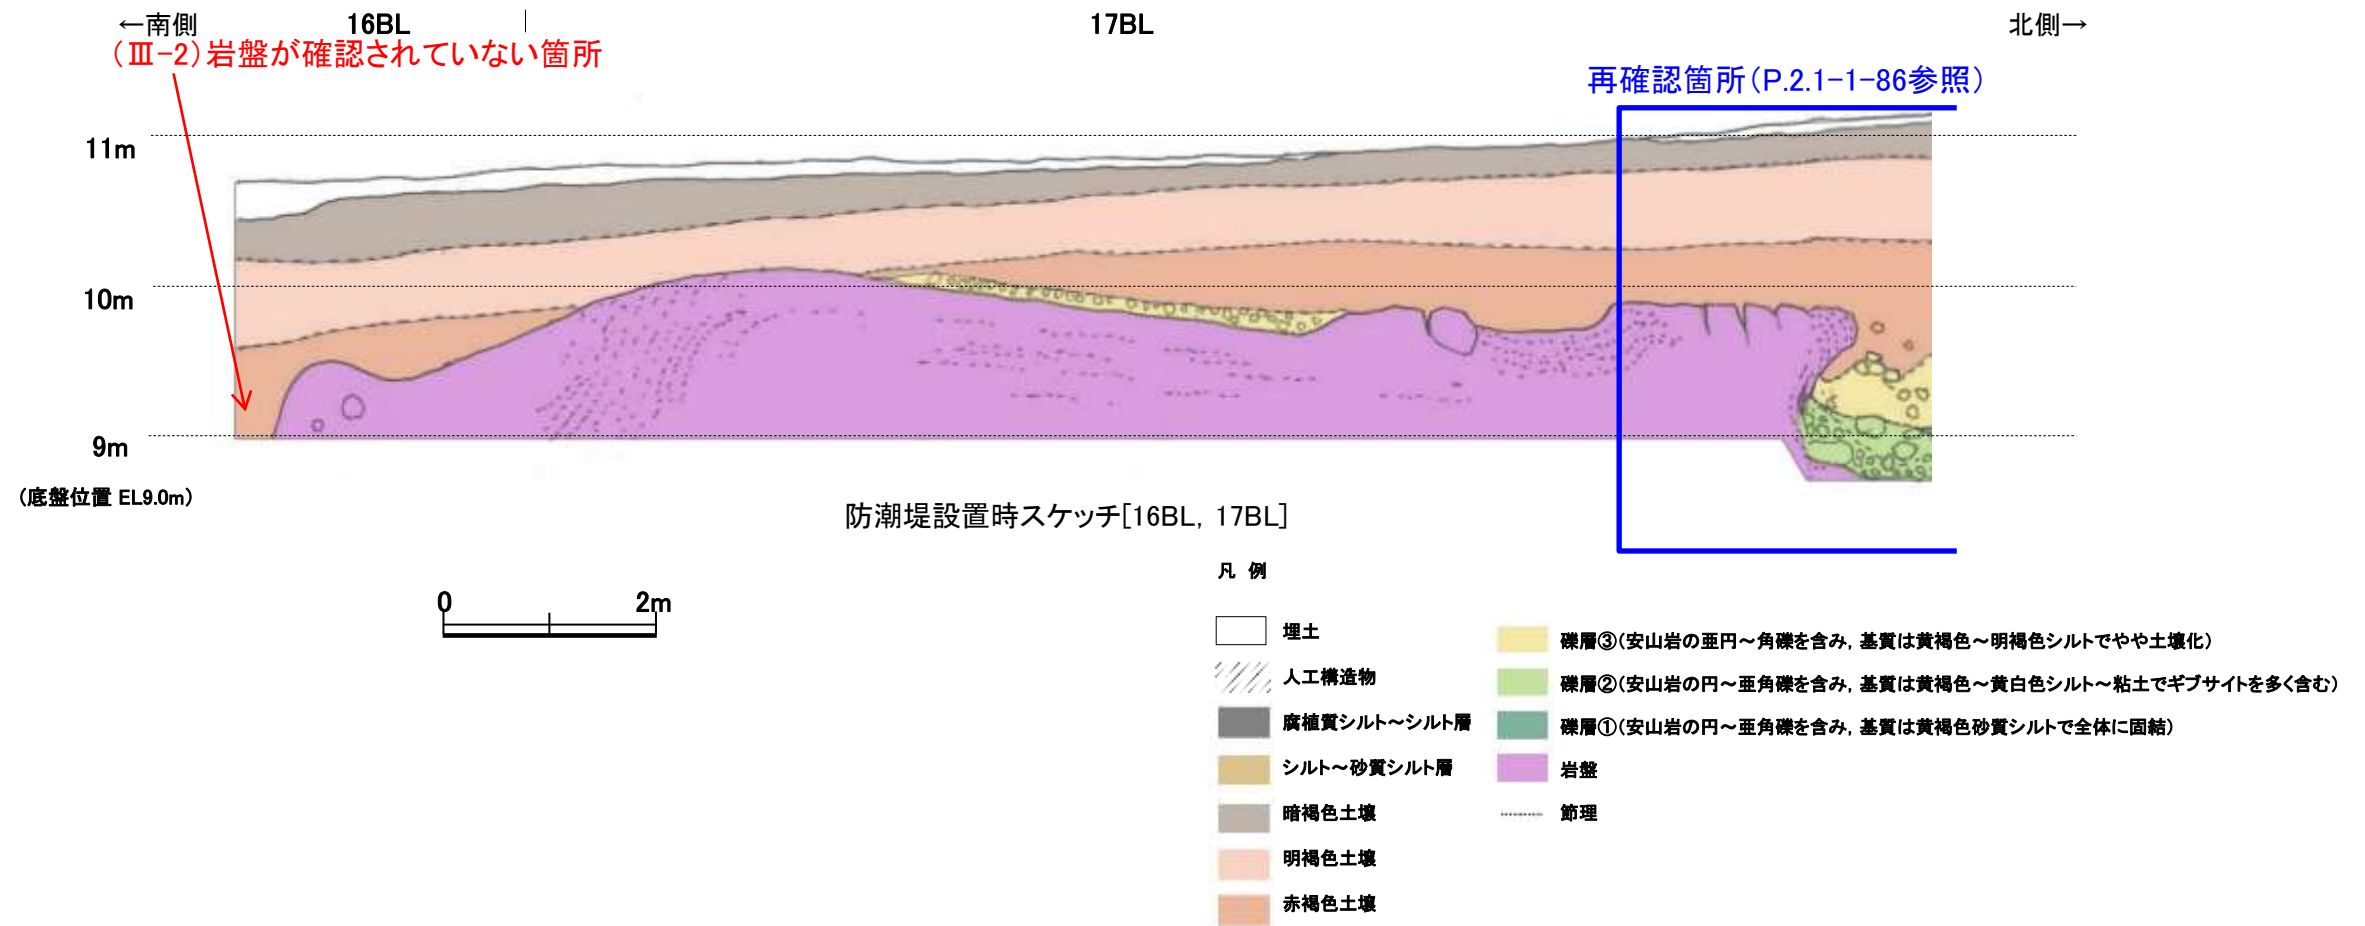 ←南側
16BL
17BL
北側→
(Ⅲ-2)岩盤が確認されていない箇所
再確認箇所(P.2.1-1-86参照)
11m
10m
9m
(底盤位置 EL9.0m)
防潮堤設置時スケッチ[16BL, 17BL]
0 2m
凡 例
埋土
人工構造物
腐植質シルト～シルト層
シルト～砂質シルト層
暗褐色土壌
明褐色土壌
赤褐色土壌
礫層③(安山岩の亜円～角礫を含み, 基質は黄褐色～明褐色シルトでやや土壌化)
礫層②(安山岩の円～亜角礫を含み, 基質は黄褐色～黄白色シルト～粘土でギブサイトを多く含む)
礫層①(安山岩の円～亜角礫を含み, 基質は黄褐色砂質シルトで全体に固結)
岩盤
節理